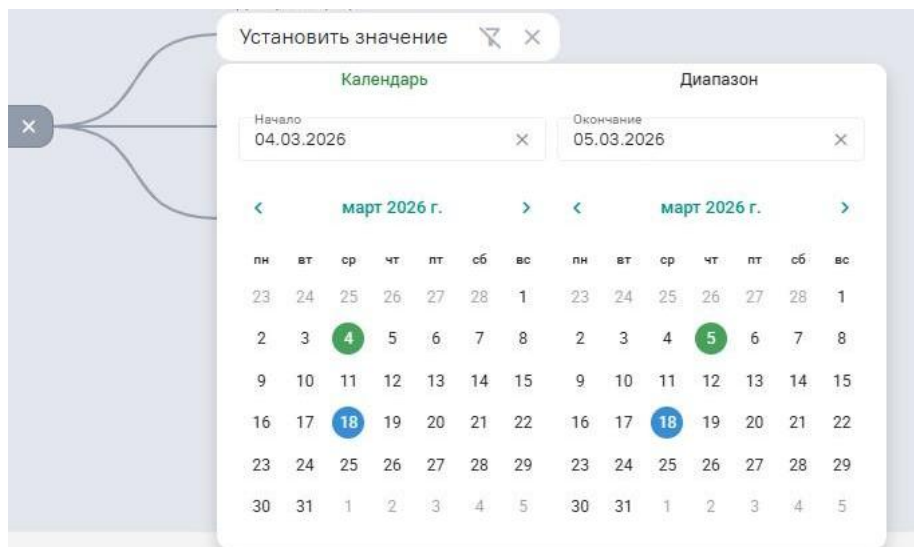 Установить значение
Календарь Диапазон
Начало Окончание
04.03.2026 05.03.2026
март 2026 г. март 2026 г.
пн вт ср чт пт сб вс пн вт ср чт пт сб вс
23 24 25 26 27 28 1 23 24 25 26 27 28 1
2 3 4 5 6 7 8 2 3 4 5 6 7 8
9 10 11 12 13 14 15 9 10 11 12 13 14 15
16 17 18 19 20 21 22 16 17 18 19 20 21 22
23 24 25 26 27 28 29 23 24 25 26 27 28 29
30 31 1 2 3 4 5 30 31 1 2 3 4 5